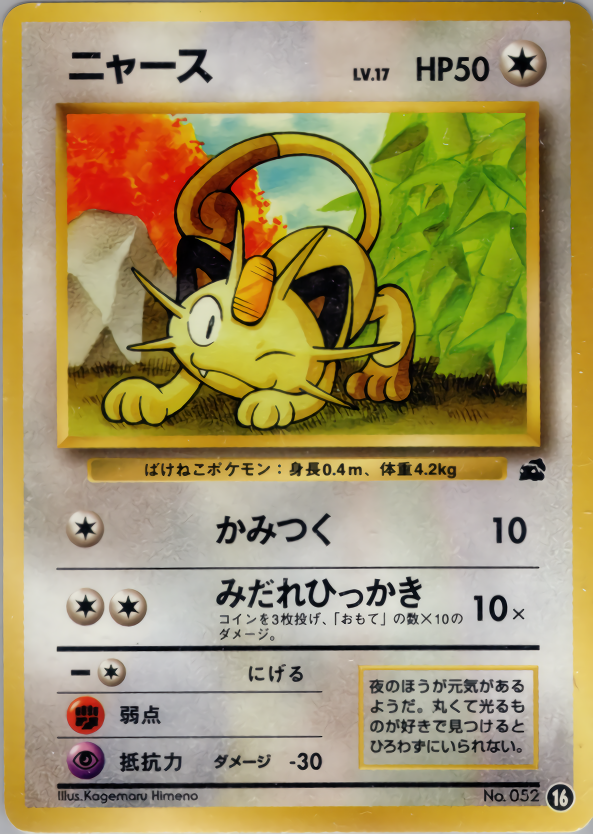 ニャース LV.17 HP50
ばけねこポケモン：身長0.4m、体重4.2kg
かみつく 10
みだれひっかき 10×
コインを3枚投げ、「おもて」の数×10の
ダメージ。
− にげる
弱点
抵抗力 ダメージ -30
夜のほうが元気がある
ようだ。丸くて光るも
のが好きで見つけると
ひろわずにいられない。
Illus.Kagemaru Himeno No. 052 16